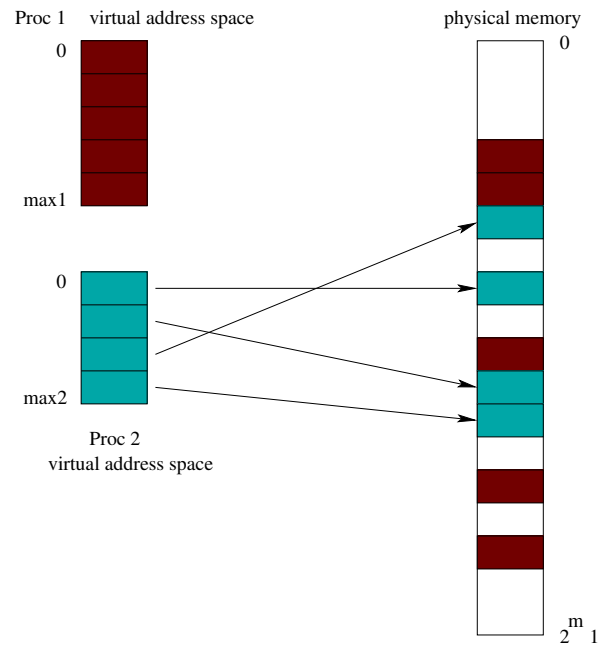 Proc 1 virtual address space
physical memory
0
0
max1
0
max2
Proc 2
virtual address space
2^m 1